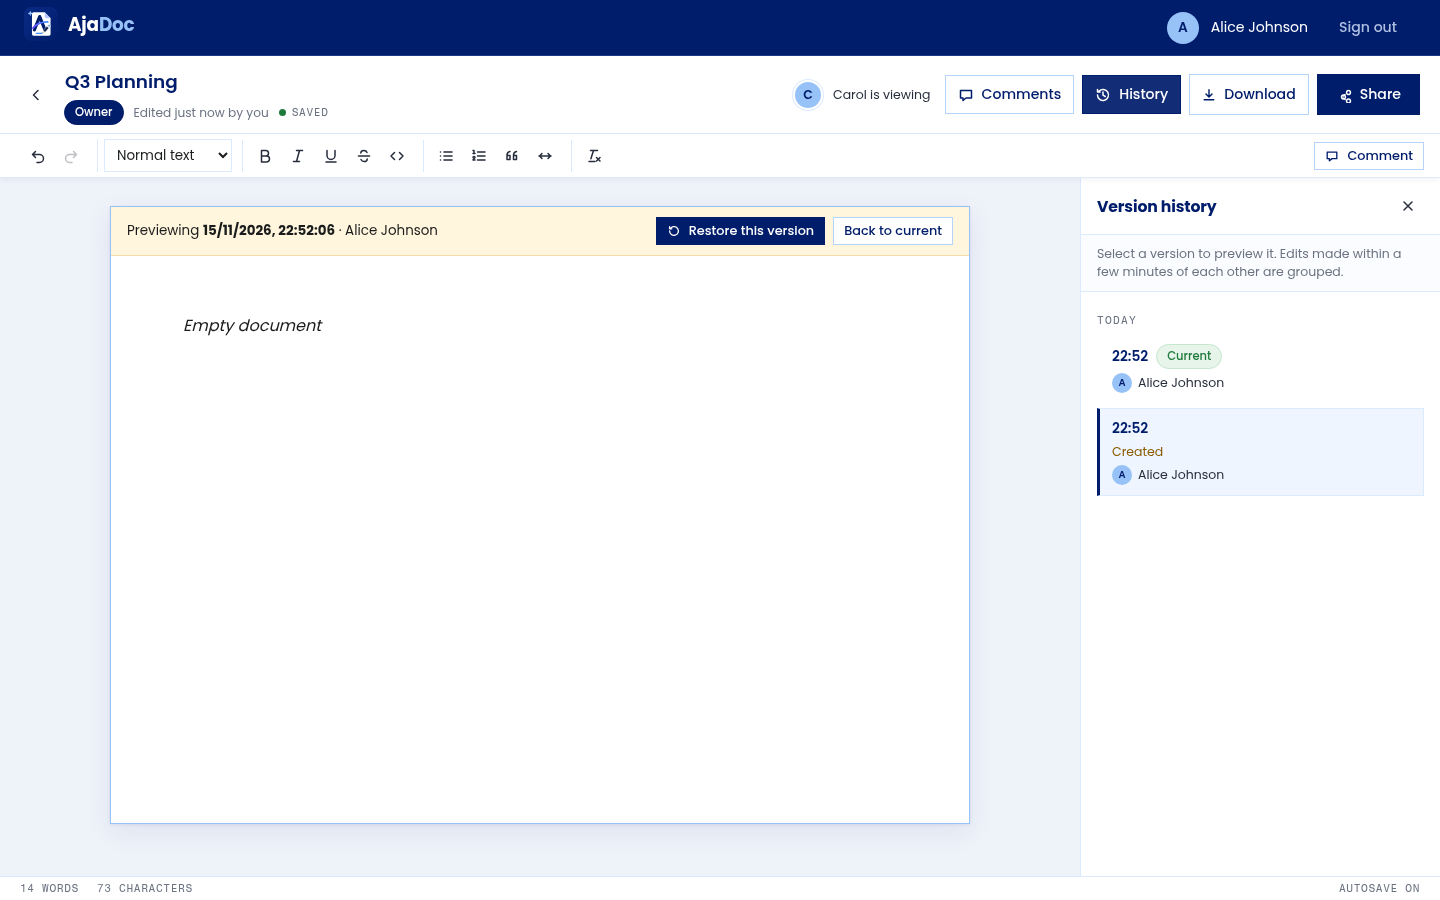 AjaDoc
A Alice Johnson Sign out
Q3 Planning
Owner Edited just now by you SAVED
C Carol is viewing Comments History Download Share
Normal text Comment
Previewing 15/11/2026, 22:52:06 · Alice Johnson Restore this version Back to current
Empty document
Version history
Select a version to preview it. Edits made within a
few minutes of each other are grouped.
TODAY
22:52 Current
A Alice Johnson
22:52
Created
A Alice Johnson
14 WORDS 73 CHARACTERS AUTOSAVE ON